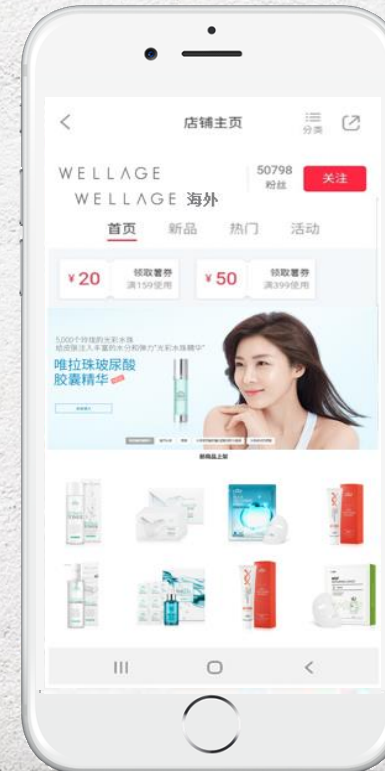 店铺主页
分类
WELLAGE
WELLAGE 海外
50798
粉丝
关注
首页 新品 热门 活动
¥20 领取薯券
满159使用
¥50 领取薯券
满399使用
唯拉珠玻尿酸
胶囊精华
新商品上架